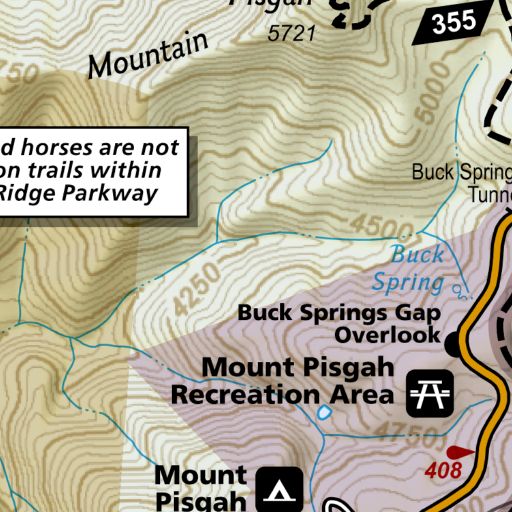 Pisgah
5721
355
Mountain
750
5000
d horses are not
on trails within
Ridge Parkway
Buck Spring
Tunne
4500
Buck
Spring
4250
Buck Springs Gap
Overlook
Mount Pisgah
Recreation Area
4750
408
Mount
Pisgah